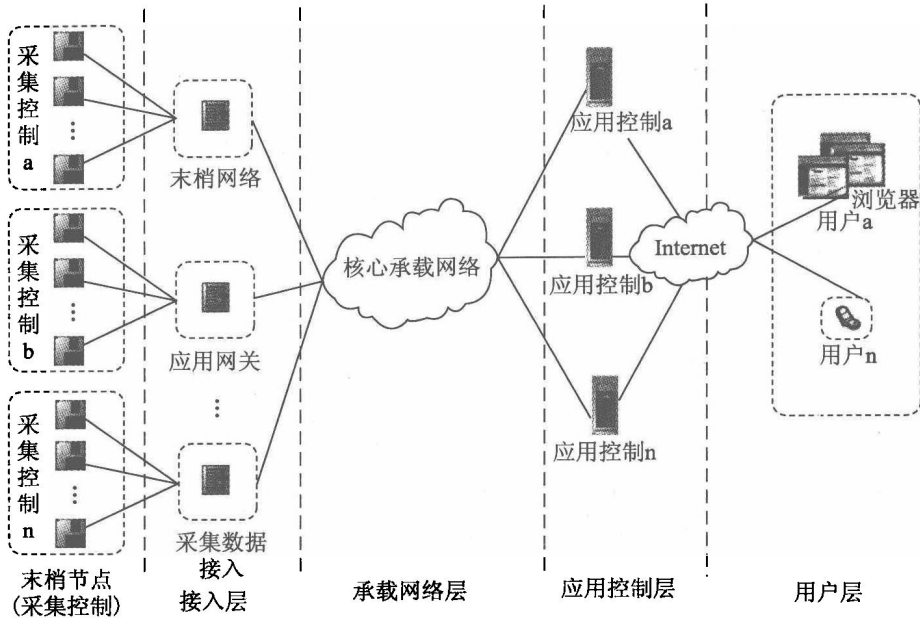 采集控制a
采集控制b
采集控制n
末梢节点
(采集控制)
末梢网络
应用网关
采集数据
接入
接入层
核心承载网络
承载网络层
应用控制a
应用控制b
应用控制n
应用控制层
Internet
浏览器
用户a
用户n
用户层